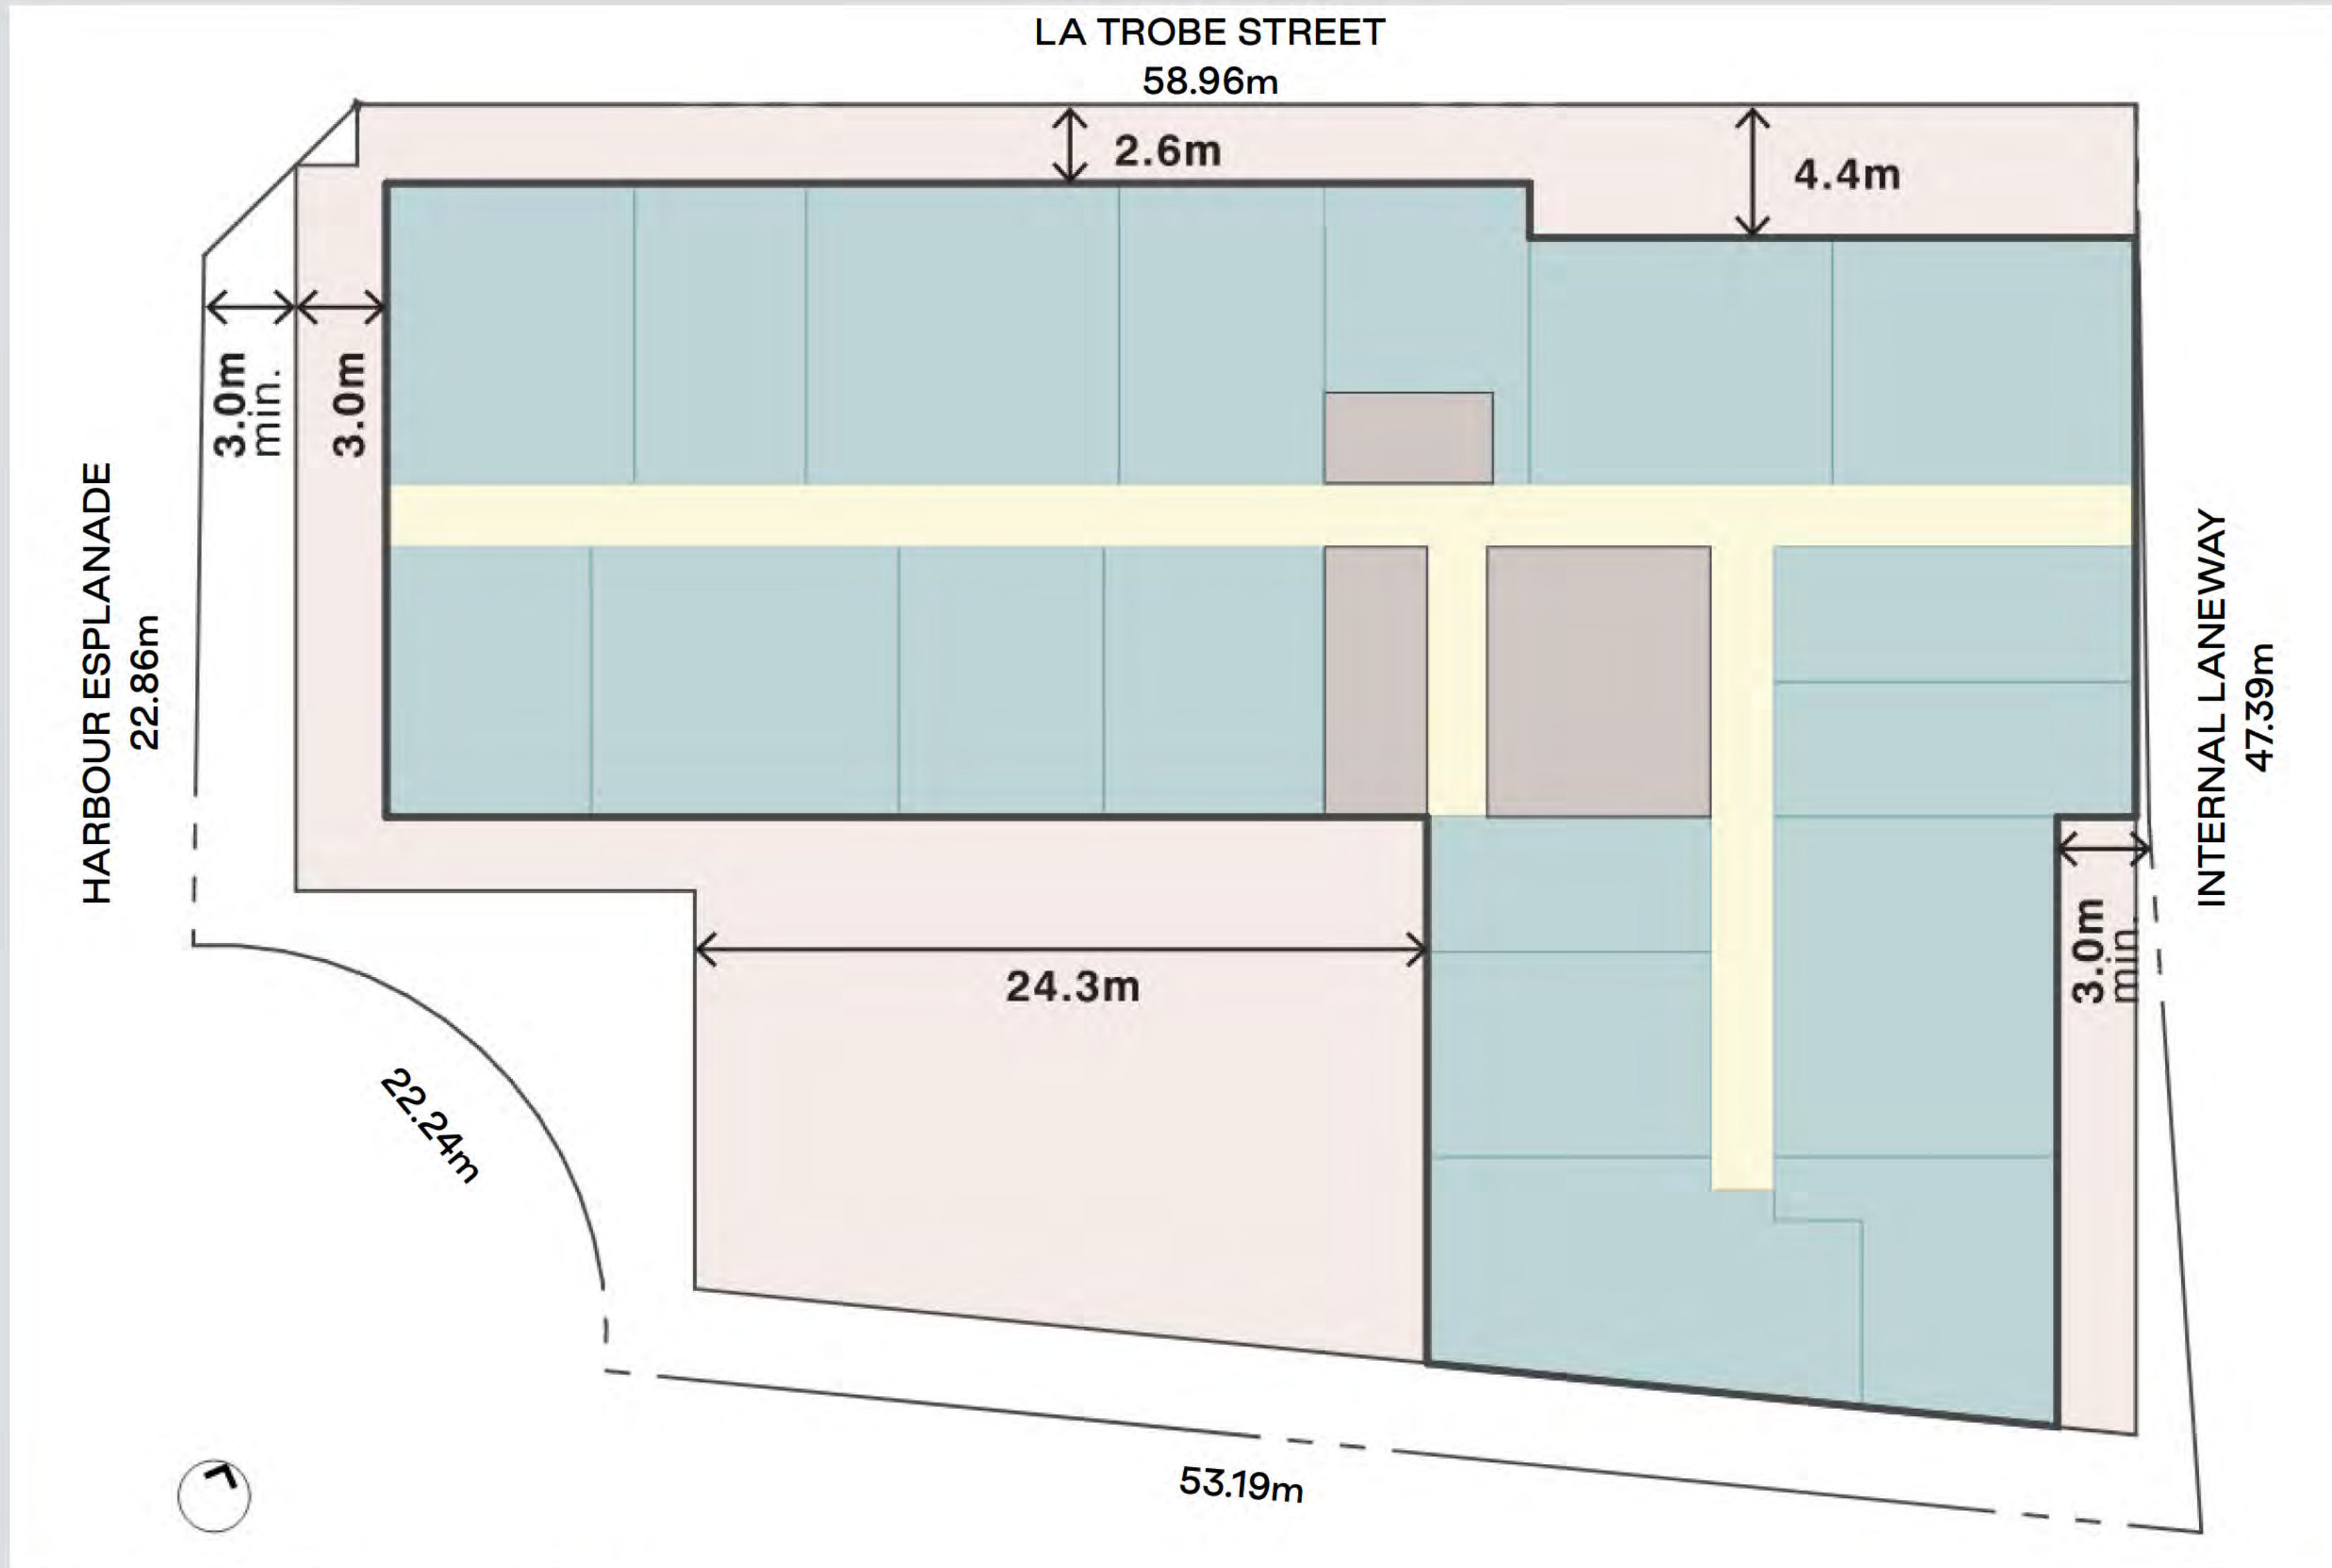 LA TROBE STREET
58.96m
2.6m
4.4m
3.0m
min.
3.0m
HARBOUR ESPLANADE
22.86m
INTERNAL LANEWAY
47.39m
3.0m
min.
24.3m
22.24m
53.19m